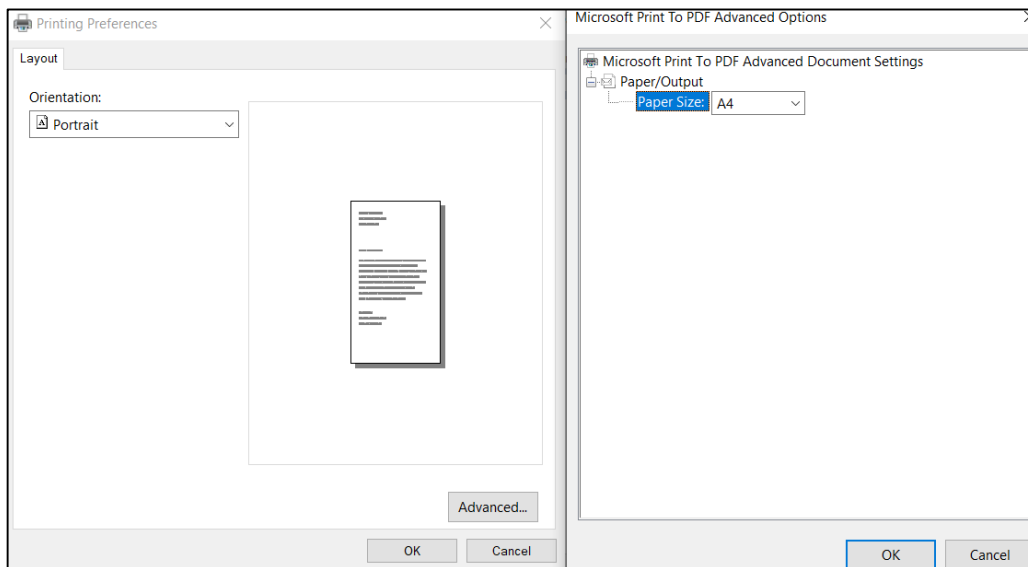 Printing Preferences
Layout
Orientation:
Portrait
Advanced...
OK
Cancel
Microsoft Print To PDF Advanced Options
Microsoft Print To PDF Advanced Document Settings
Paper/Output
Paper Size:
A4
OK
Cancel